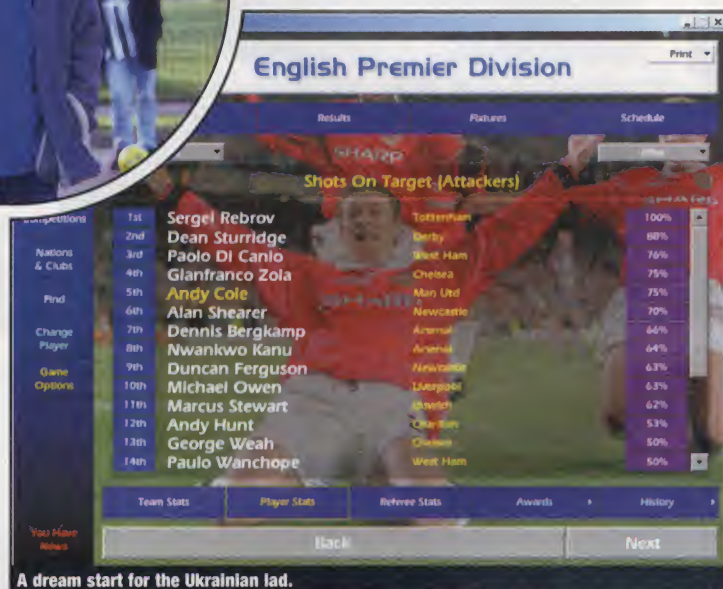 English Premier Division
Print
Results
Fixtures
Schedule
SHARP
Shots On Target (Attackers)
Competitions
Nations & Clubs
Find
Change Player
Game Options
You Have News
1st Sergei Rebrov Tottenham 100%
2nd Dean Sturridge Derby 88%
3rd Paolo Di Canio West Ham 76%
4th Gianfranco Zola Chelsea 75%
5th Andy Cole Man Utd 75%
6th Alan Shearer Newcastle 70%
7th Dennis Bergkamp Arsenal 66%
8th Nwankwo Kanu Arsenal 64%
9th Duncan Ferguson Newcastle 63%
10th Michael Owen Liverpool 63%
11th Marcus Stewart Ipswich 62%
12th Andy Hunt Charlton 53%
13th George Weah Chelsea 50%
14th Paulo Wanchope West Ham 50%
Team Stats
Player Stats
Referee Stats
Awards
History
Back
Next
A dream start for the Ukrainian lad.